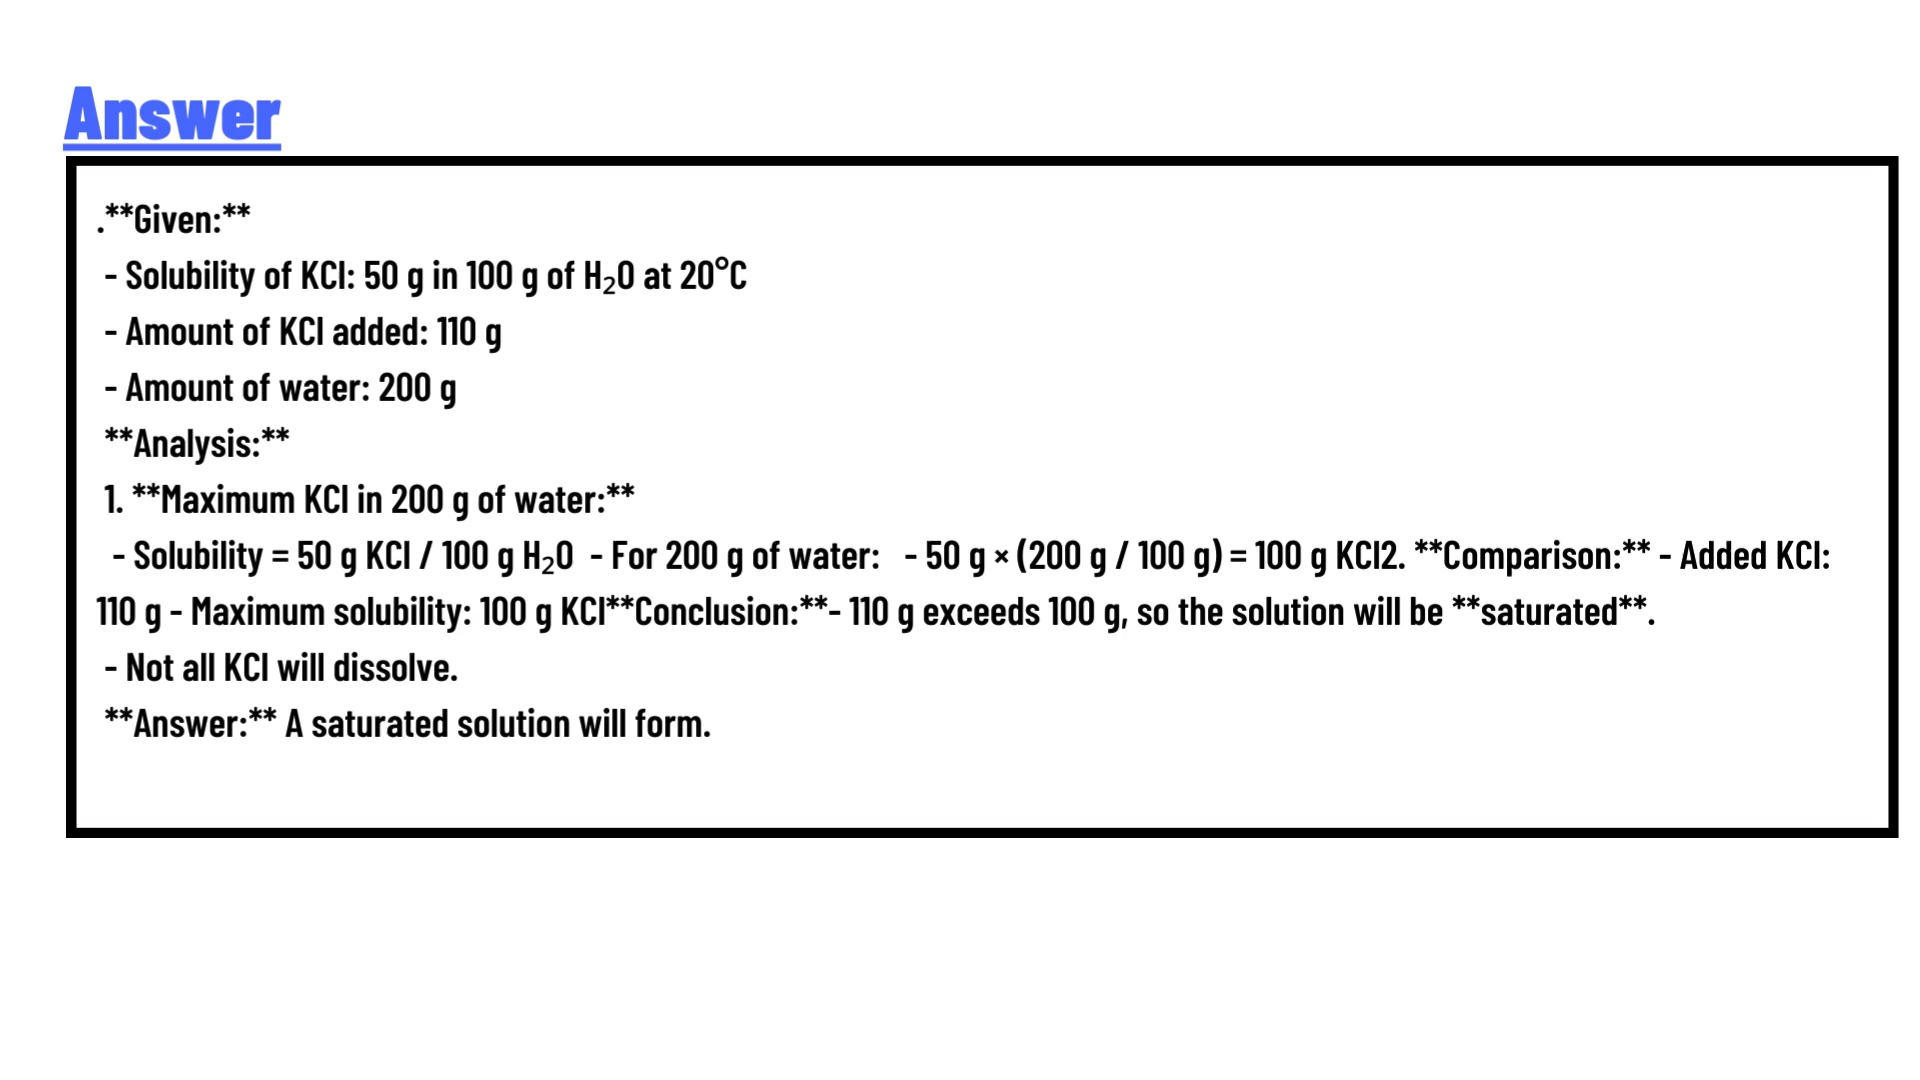 Answer
.**Given:**
- Solubility of KCl: 50 g in 100 g of H₂O at 20°C
- Amount of KCl added: 110 g
- Amount of water: 200 g
**Analysis:**
1. **Maximum KCl in 200 g of water:**
- Solubility = 50 g KCl / 100 g H₂O  - For 200 g of water:   - 50 g × (200 g / 100 g) = 100 g KCl2. **Comparison:** - Added KCl:
110 g - Maximum solubility: 100 g KCl**Conclusion:**- 110 g exceeds 100 g, so the solution will be **saturated**.
- Not all KCl will dissolve.
**Answer:** A saturated solution will form.